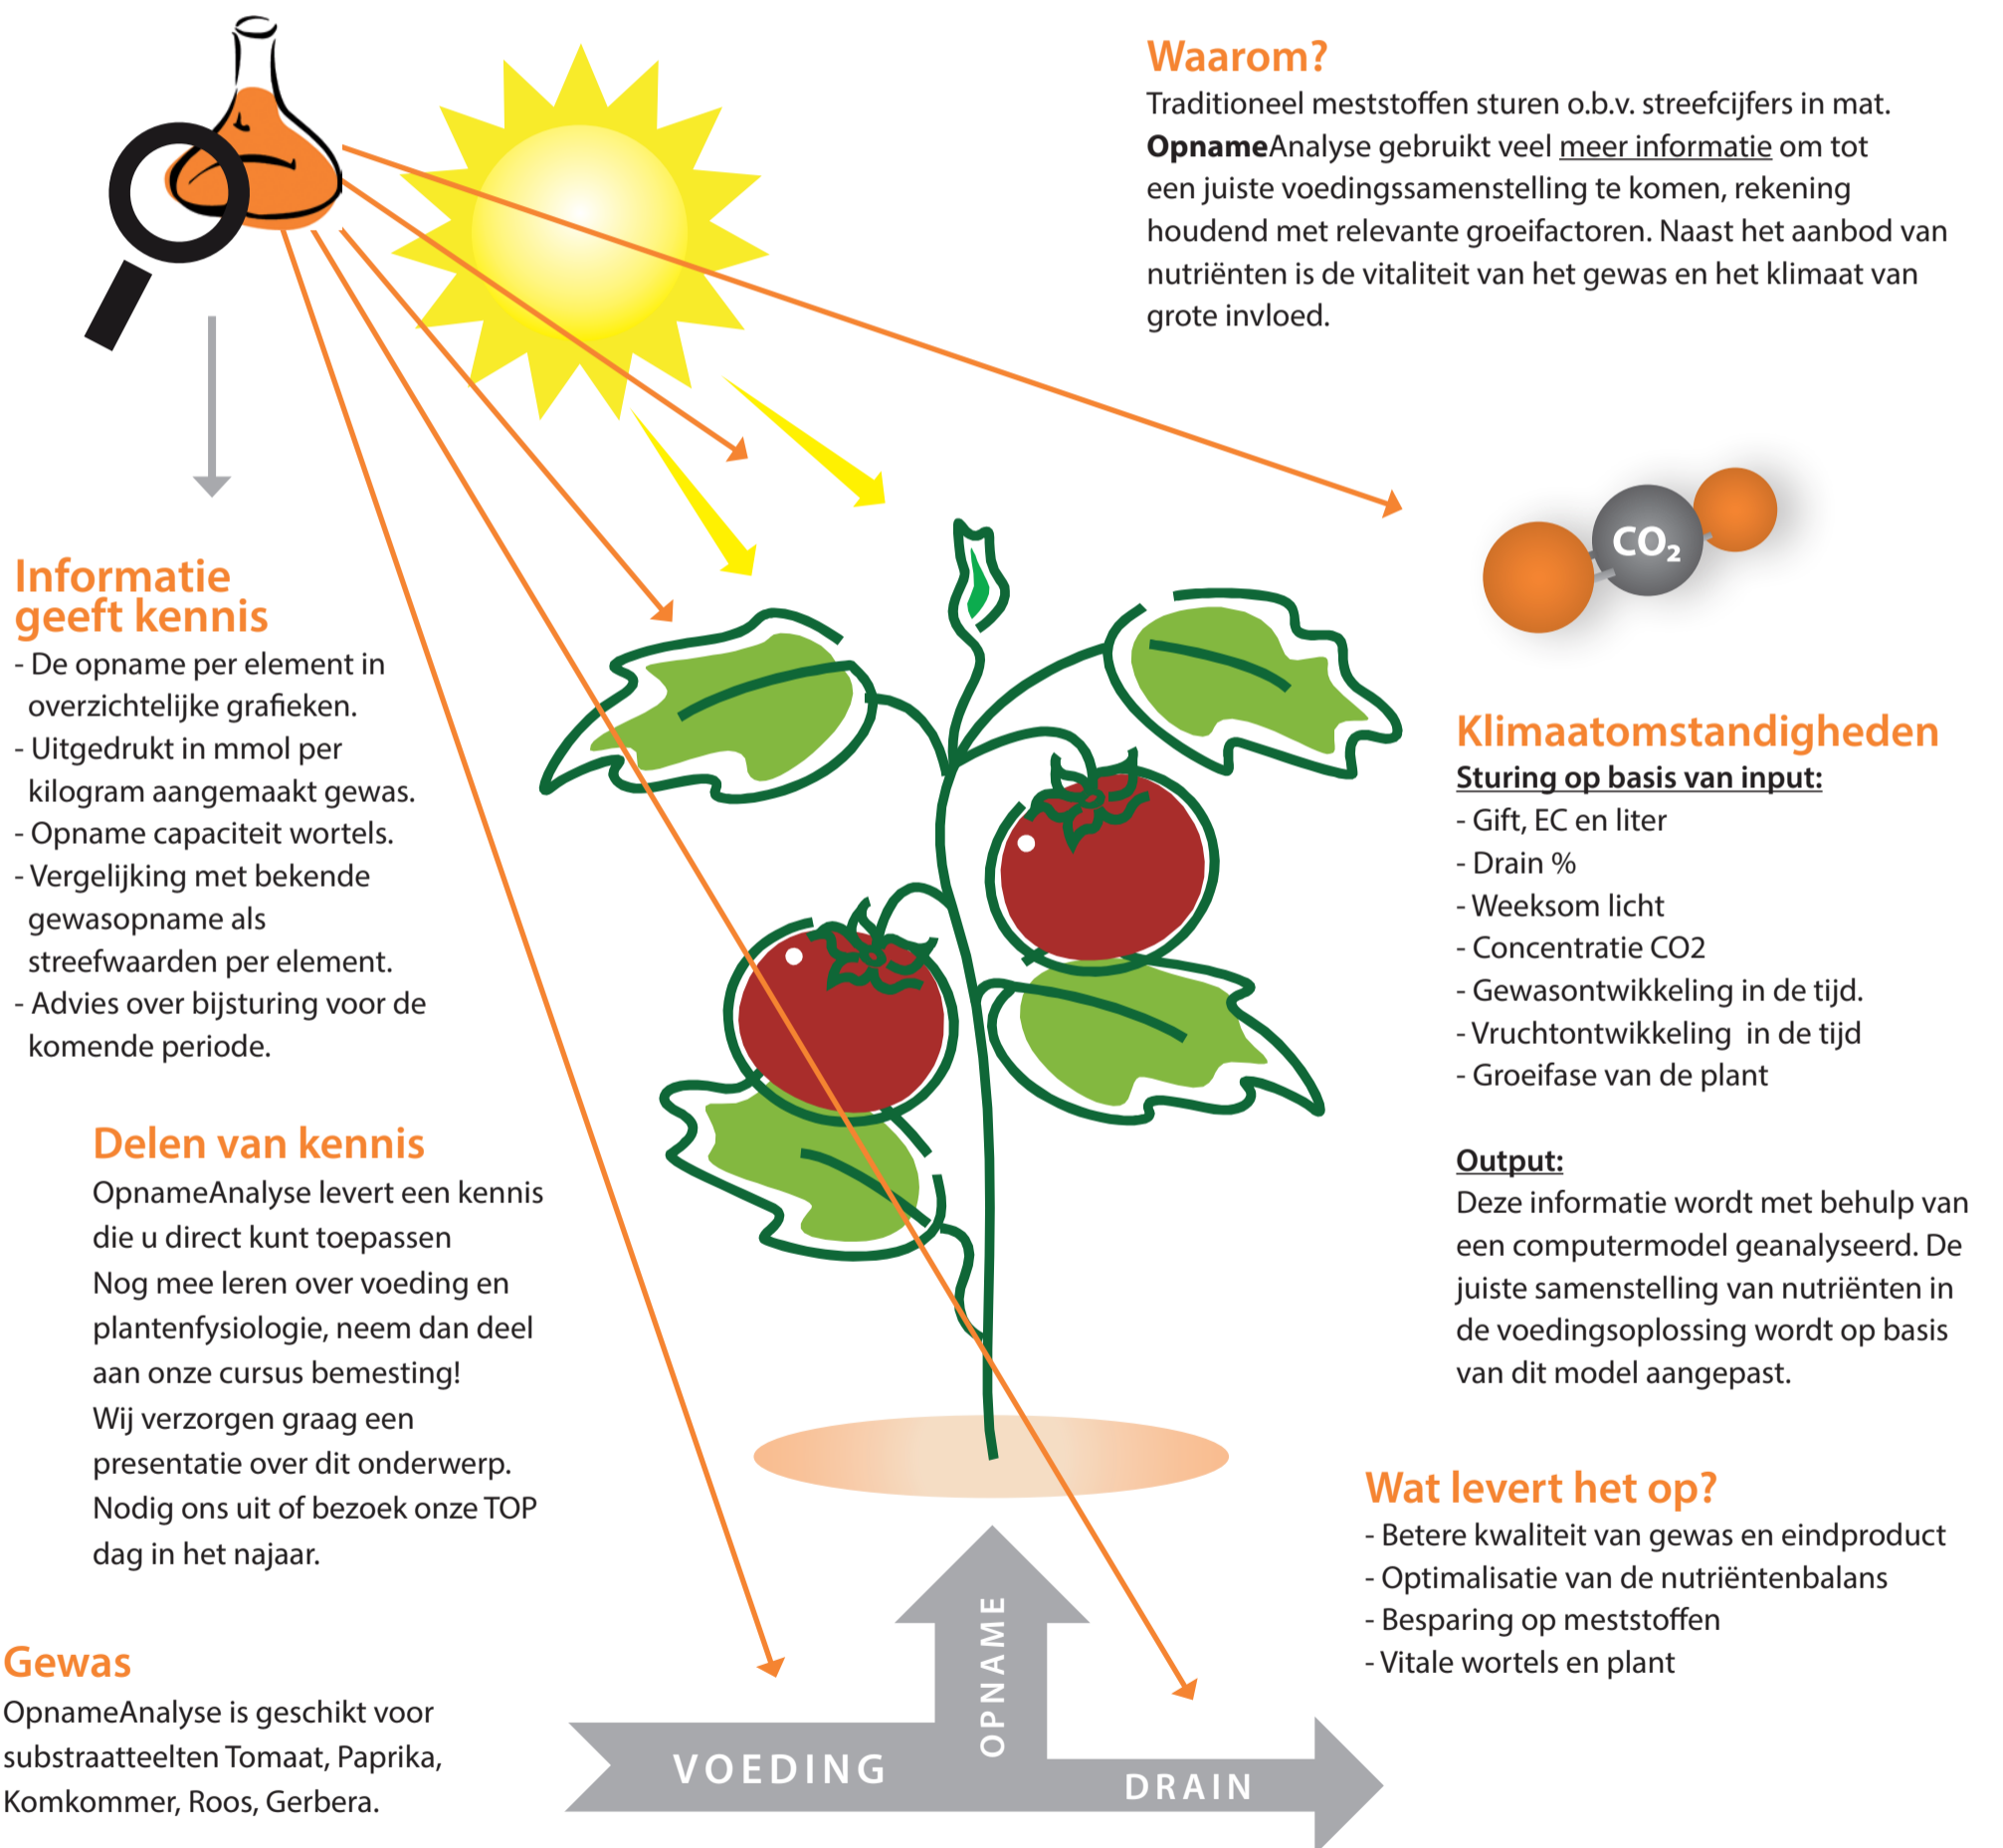 Waarom?
Traditioneel meststoffen sturen o.b.v. streefcijfers in mat.
OpnameAnalyse gebruikt veel meer informatie om tot
een juiste voedingssamenstelling te komen, rekening
houdend met relevante groeifactoren. Naast het aanbod van
nutriënten is de vitaliteit van het gewas en het klimaat van
grote invloed.
CO₂
Informatie
geeft kennis
- De opname per element in
overzichtelijke grafieken.
- Uitgedrukt in mmol per
kilogram aangemaakt gewas.
- Opname capaciteit wortels.
- Vergelijking met bekende
gewasopname als
streefwaarden per element.
- Advies over bijsturing voor de
komende periode.
Klimaatomstandigheden
Sturing op basis van input:
- Gift, EC en liter
- Drain %
- Weeksom licht
- Concentratie CO2
- Gewasontwikkeling in de tijd.
- Vruchtontwikkeling  in de tijd
- Groeifase van de plant
Output:
Deze informatie wordt met behulp van
een computermodel geanalyseerd. De
juiste samenstelling van nutriënten in
de voedingsoplossing wordt op basis
van dit model aangepast.
Delen van kennis
OpnameAnalyse levert een kennis
die u direct kunt toepassen
Nog mee leren over voeding en
plantenfysiologie, neem dan deel
aan onze cursus bemesting!
Wij verzorgen graag een
presentatie over dit onderwerp.
Nodig ons uit of bezoek onze TOP
dag in het najaar.
Wat levert het op?
- Betere kwaliteit van gewas en eindproduct
- Optimalisatie van de nutriëntenbalans
- Besparing op meststoffen
- Vitale wortels en plant
Gewas
OpnameAnalyse is geschikt voor
substraatteelten Tomaat, Paprika,
Komkommer, Roos, Gerbera.
OPNAME
VOEDING
DRAIN